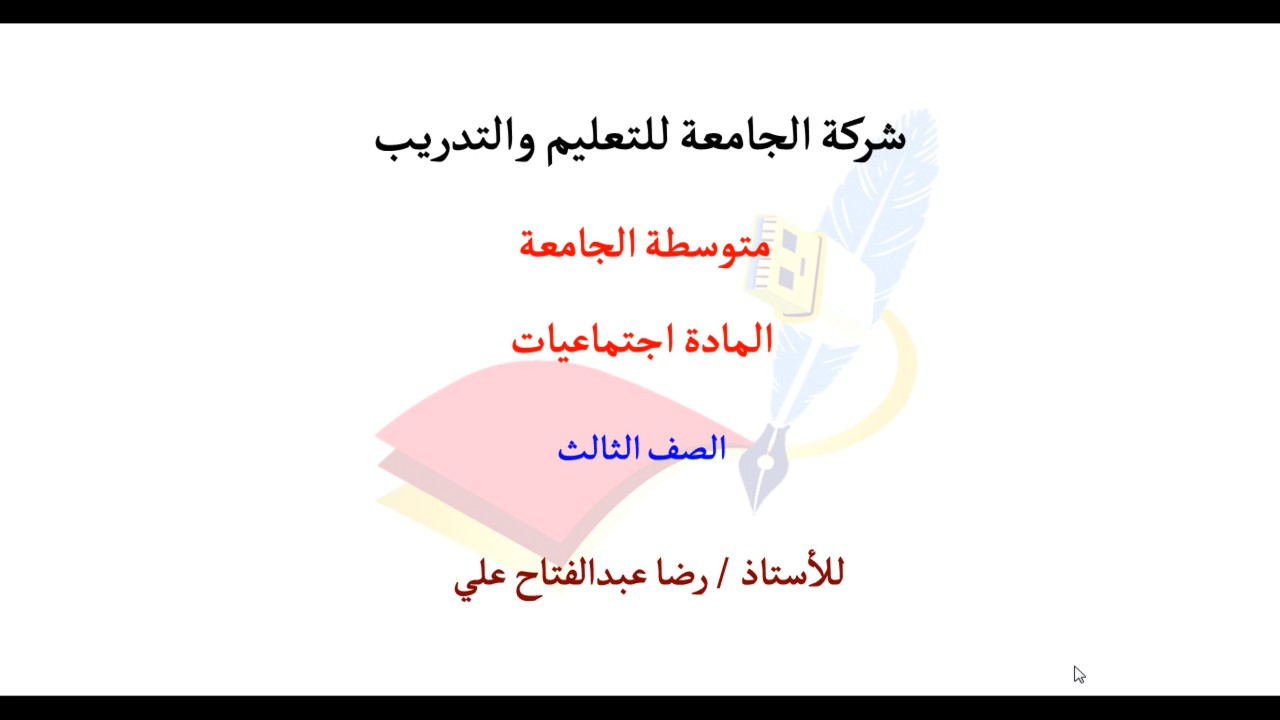 شركة الجامعة للتعليم والتدريب
متوسطة الجامعة
المادة اجتماعيات
الصف الثالث
للأستاذ / رضا عبدالفتاح علي